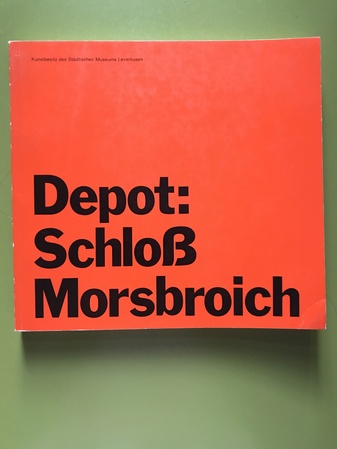 Kunstbesitz des Städtischen Museums Leverkusen
Depot:
Schloß
Morsbroich